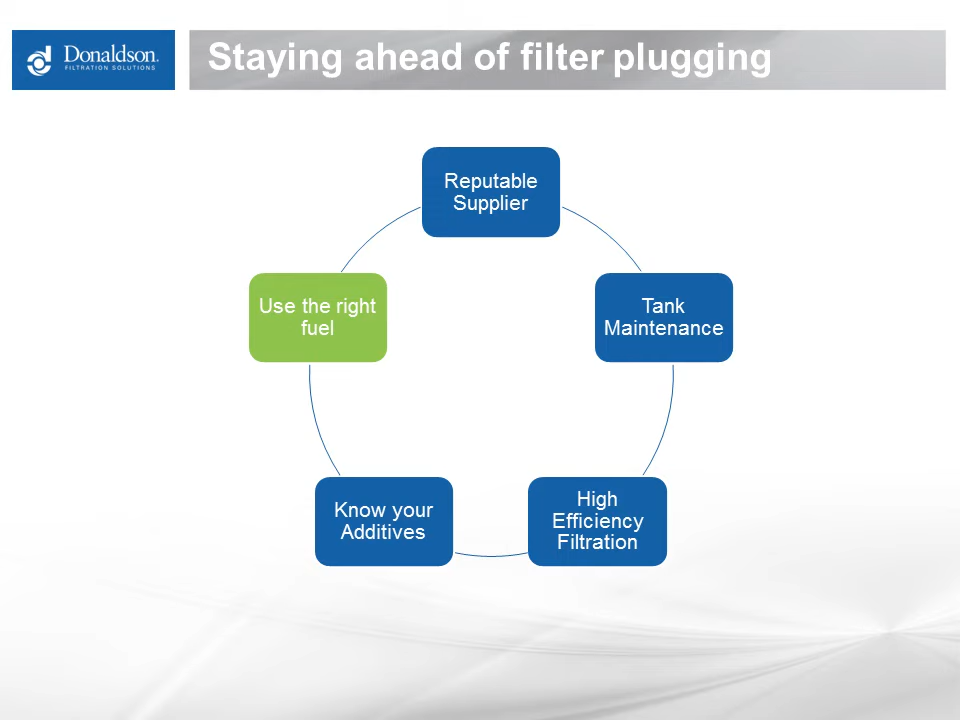 Donaldson.
FILTRATION SOLUTIONS
Staying ahead of filter plugging
Reputable
Supplier
Use the right
fuel
Tank
Maintenance
Know your
Additives
High
Efficiency
Filtration